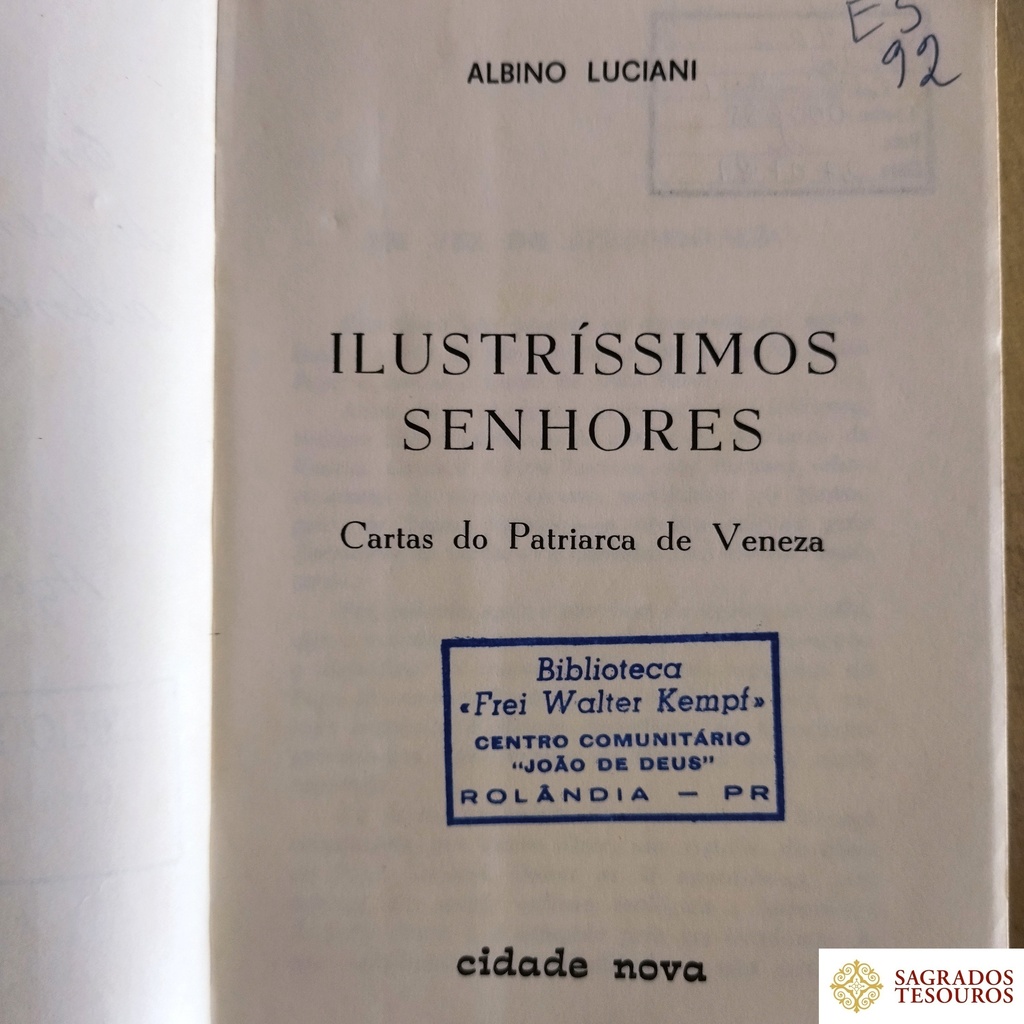 ES
92
ALBINO LUCIANI
ILUSTRÍSSIMOS
SENHORES
Cartas do Patriarca de Veneza
Biblioteca
«Frei Walter Kempf»
CENTRO COMUNITÁRIO
“JOÃO DE DEUS”
ROLÂNDIA — PR
cidade nova
SAGRADOS
TESOUROS